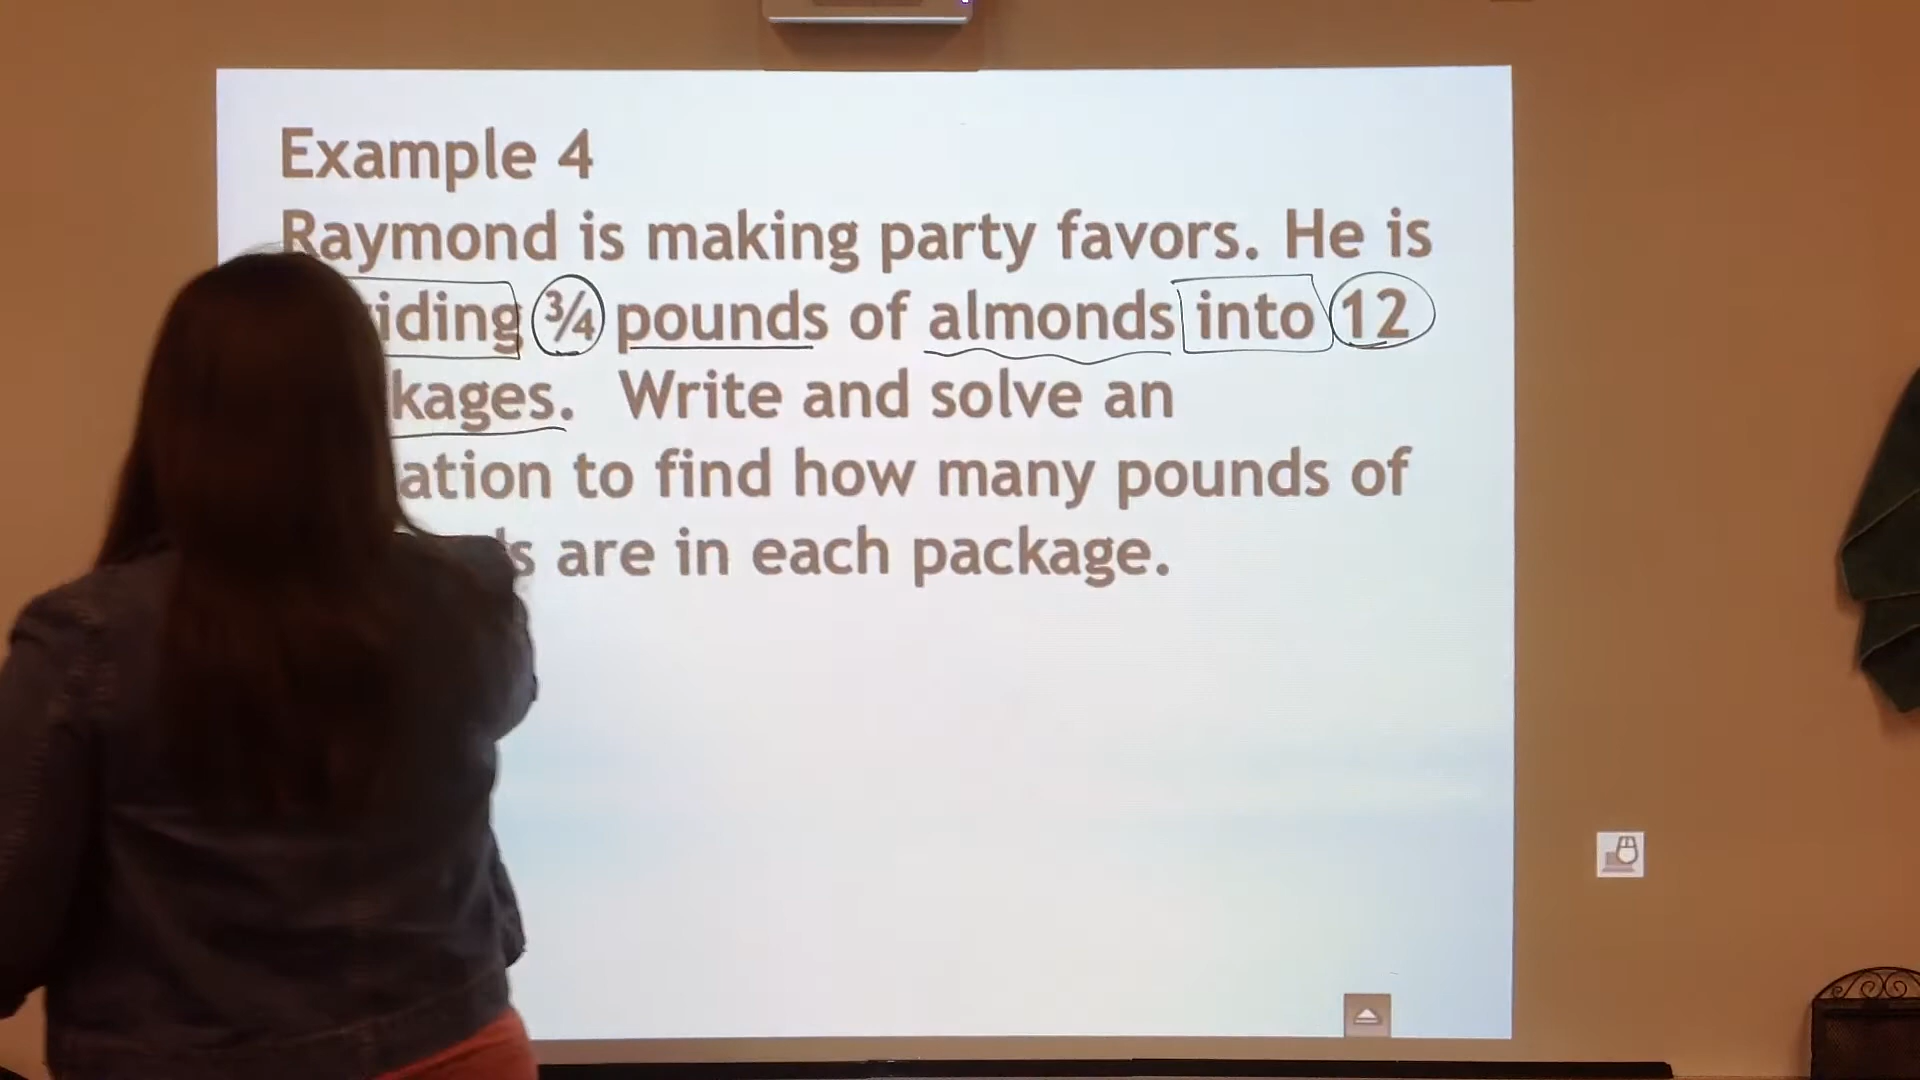 Example 4
Raymond is making party favors. He is
iding ¾ pounds of almonds into 12
kages. Write and solve an
ation to find how many pounds of
s are in each package.